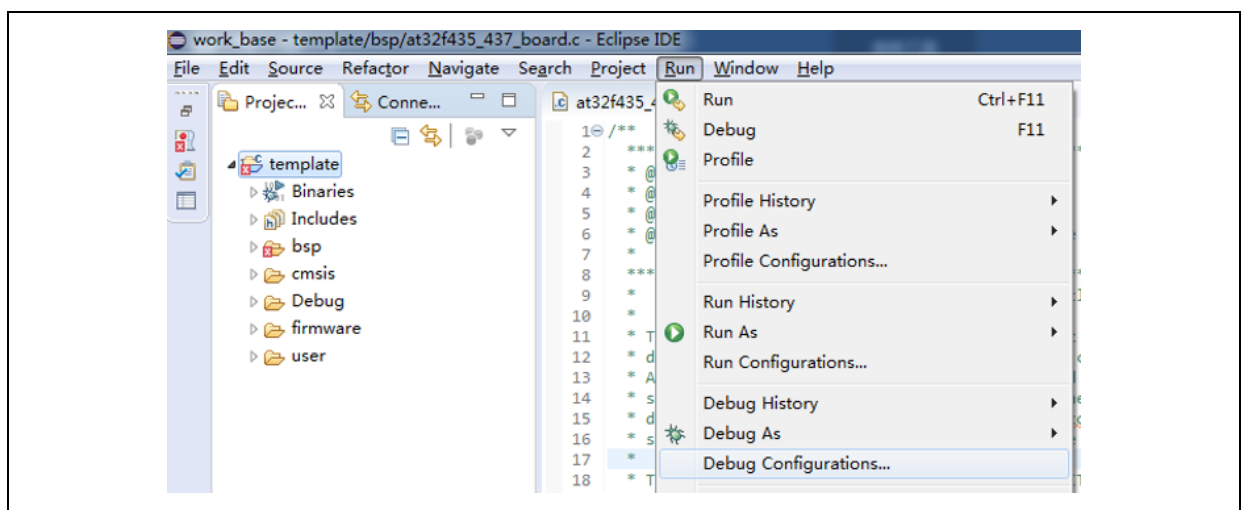 work_base - template/bsp/at32f435_437_board.c - Eclipse IDE
File Edit Source Refactor Navigate Search Project Run Window Help
Projec... Conne...
at32f435_4
template
Binaries
Includes
bsp
cmsis
Debug
firmware
user
1 /**
2 ***
3 * @
4 * @
5 * @
6 * @
7 *
8 ***
9 *
10 *
11 * T
12 * d
13 * A
14 * s
15 * d
16 * s
17 *
18 * T
Run Ctrl+F11
Debug F11
Profile
Profile History
Profile As
Profile Configurations...
Run History
Run As
Run Configurations...
Debug History
Debug As
Debug Configurations...